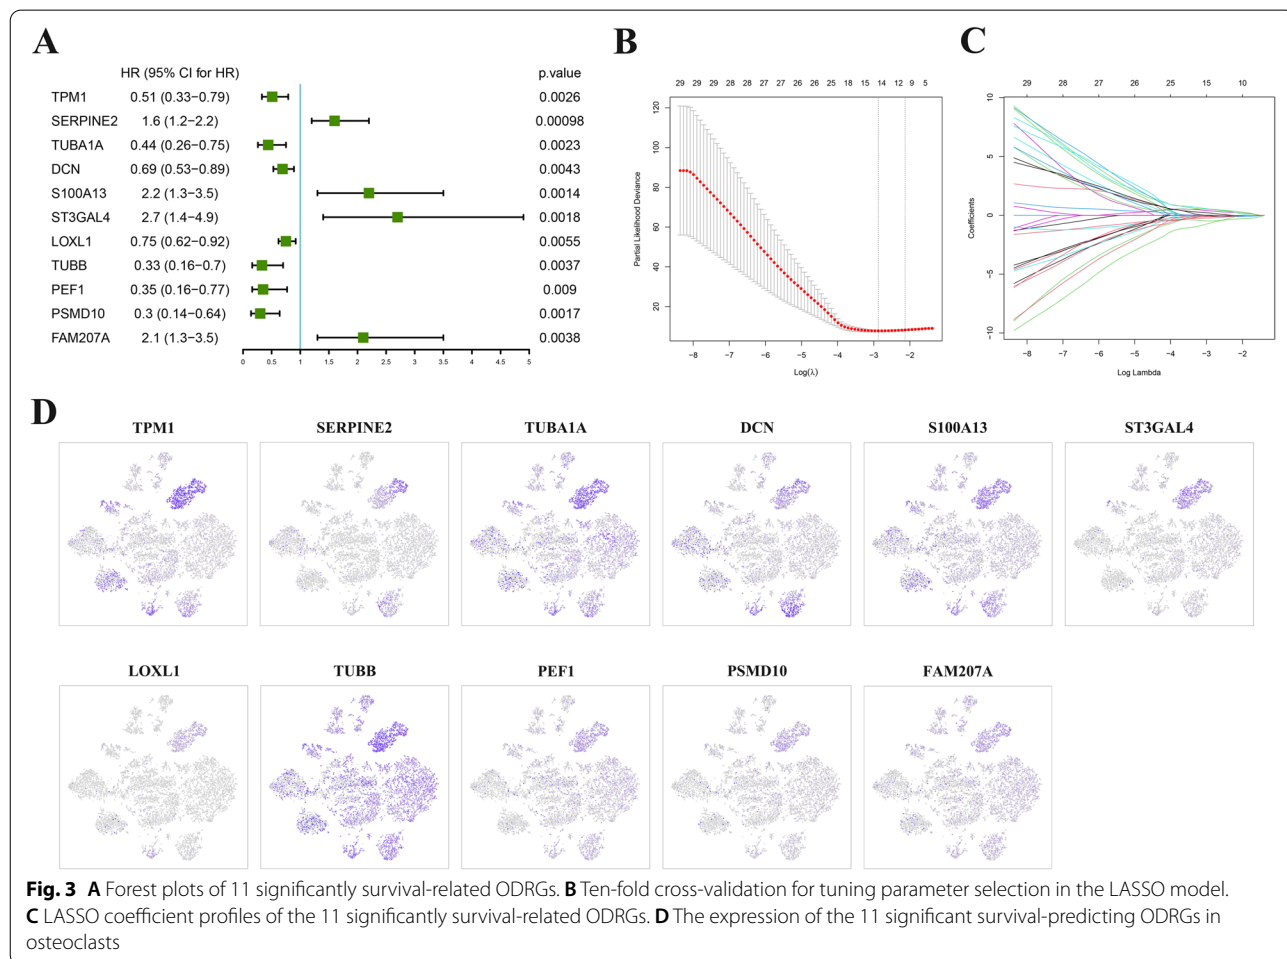 A
HR (95% CI for HR) p.value
TPM1 0.51 (0.33−0.79) 0.0026
SERPINE2 1.6 (1.2−2.2) 0.00098
TUBA1A 0.44 (0.26−0.75) 0.0023
DCN 0.69 (0.53−0.89) 0.0043
S100A13 2.2 (1.3−3.5) 0.0014
ST3GAL4 2.7 (1.4−4.9) 0.0018
LOXL1 0.75 (0.62−0.92) 0.0055
TUBB 0.33 (0.16−0.7) 0.0037
PEF1 0.35 (0.16−0.77) 0.009
PSMD10 0.3 (0.14−0.64) 0.0017
FAM207A 2.1 (1.3−3.5) 0.0038
0 0.5 1 1.5 2 2.5 3 3.5 4 4.5 5
B
29 29 29 28 28 27 27 26 26 25 18 15 14 12 9 5
Partial Likelihood Deviance
120
100
80
60
40
20
−8 −7 −6 −5 −4 −3 −2
Log(λ)
C
29 28 27 26 25 15 10
Coefficients
10
5
0
−5
−10
−8 −7 −6 −5 −4 −3 −2
Log Lambda
D
TPM1 SERPINE2 TUBA1A DCN S100A13 ST3GAL4
LOXL1 TUBB PEF1 PSMD10 FAM207A
Fig. 3 A Forest plots of 11 significantly survival-related ODRGs. B Ten-fold cross-validation for tuning parameter selection in the LASSO model.
C LASSO coefficient profiles of the 11 significantly survival-related ODRGs. D The expression of the 11 significant survival-predicting ODRGs in
osteoclasts